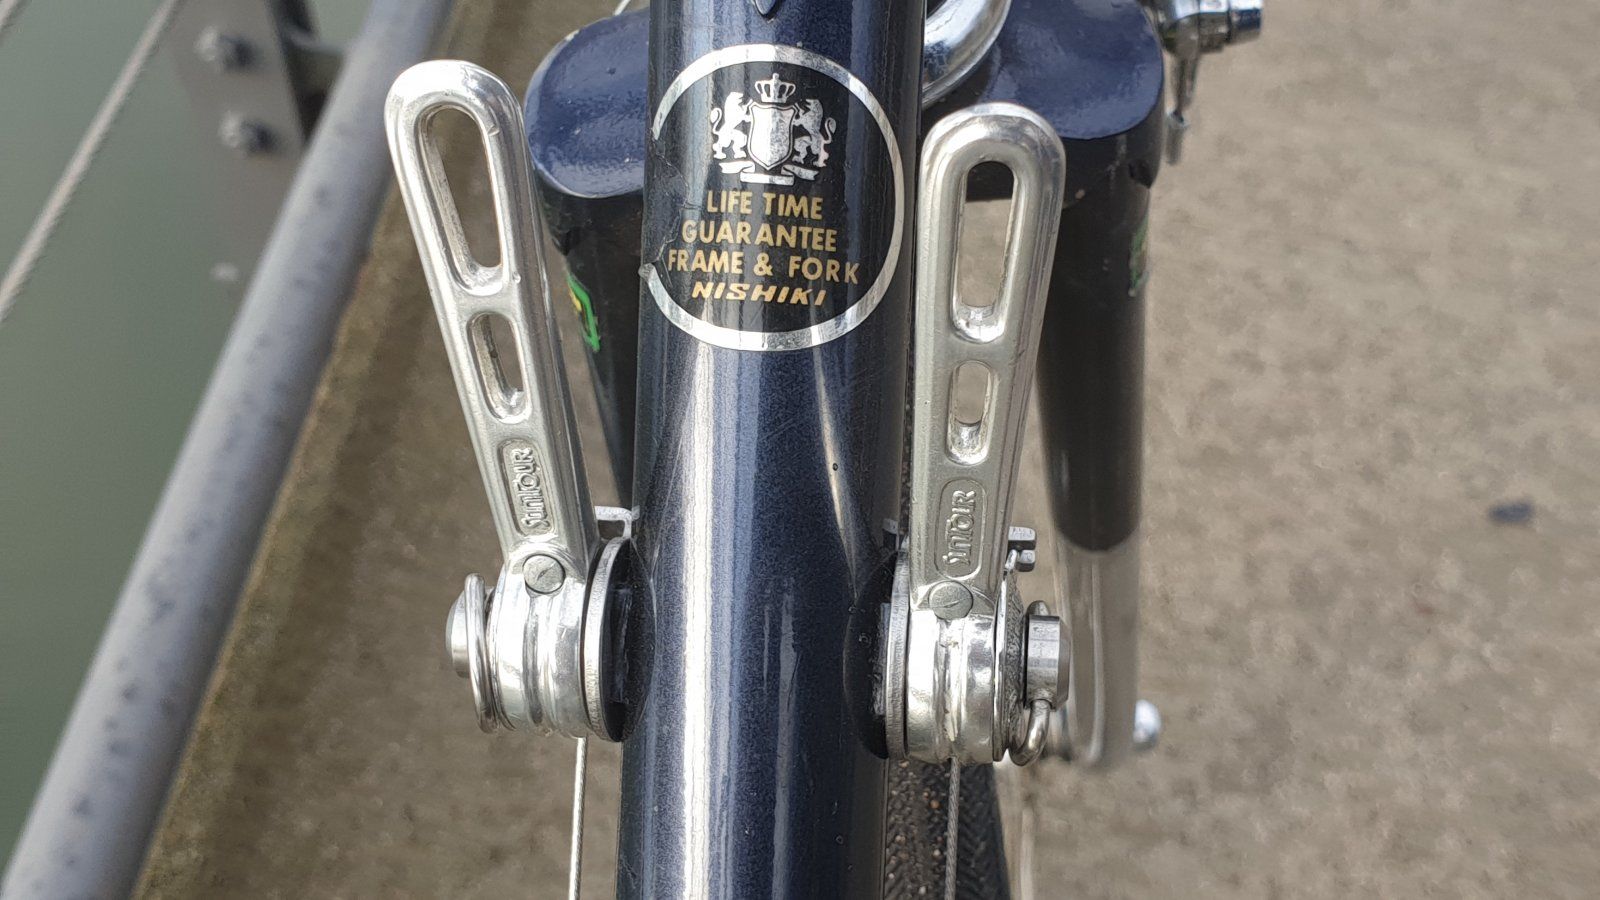 LIFE TIME
GUARANTEE
FRAME & FORK
NISHIKI
SUNTOUR
SUNTOUR